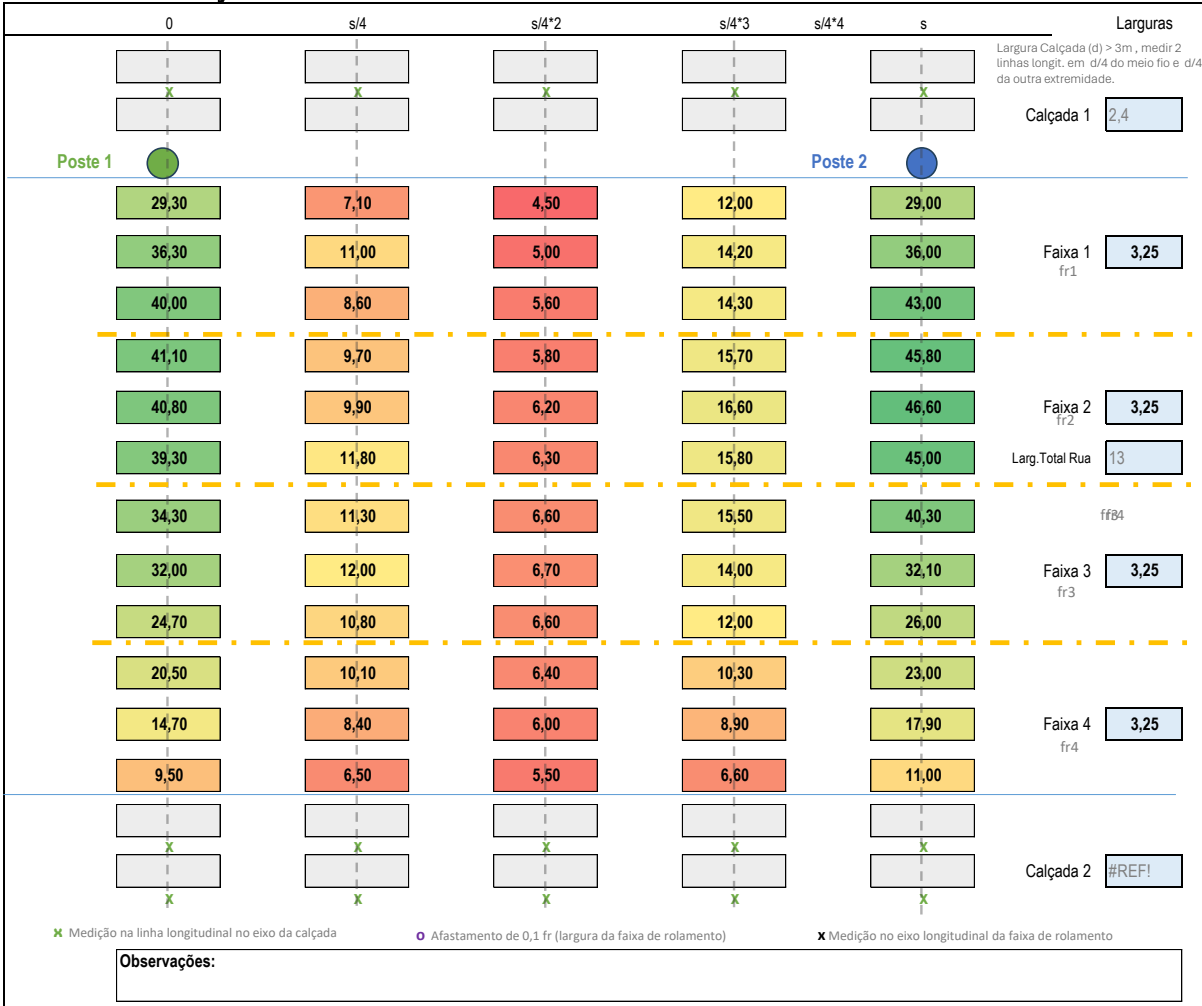 0 s/4 s/4*2 s/4*3 s/4*4 s Larguras
Largura Calçada (d) > 3m , medir 2
linhas longit. em d/4 do meio fio e d/4
da outra extremidade.
x x x x x
Calçada 1 2,4
Poste 1 Poste 2
29,30 7,10 4,50 12,00 29,00
36,30 11,00 5,00 14,20 36,00 Faixa 1 3,25
fr1
40,00 8,60 5,60 14,30 43,00
41,10 9,70 5,80 15,70 45,80
40,80 9,90 6,20 16,60 46,60 Faixa 2 3,25
fr2
39,30 11,80 6,30 15,80 45,00 Larg.Total Rua 13
34,30 11,30 6,60 15,50 40,30
32,00 12,00 6,70 14,00 32,10 Faixa 3 3,25
fr3
24,70 10,80 6,60 12,00 26,00
20,50 10,10 6,40 10,30 23,00
14,70 8,40 6,00 8,90 17,90 Faixa 4 3,25
fr4
9,50 6,50 5,50 6,60 11,00
x x x x x
Calçada 2 #REF!
x x x x x
x Medição na linha longitudinal no eixo da calçada o Afastamento de 0,1 fr (largura da faixa de rolamento) x Medição no eixo longitudinal da faixa de rolamento
Observações: